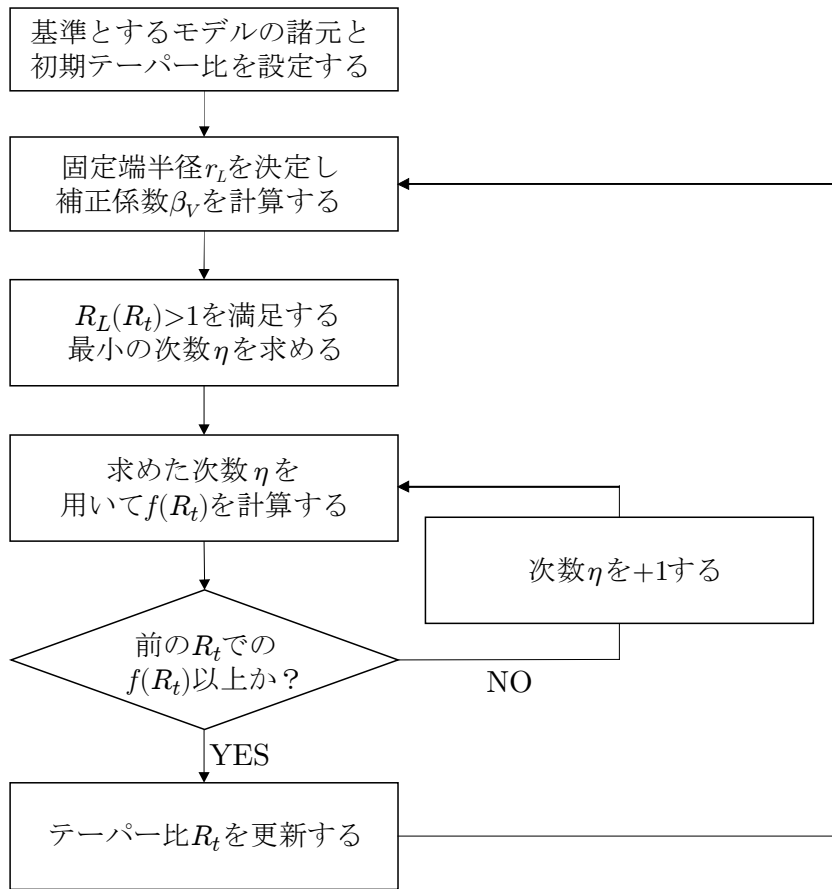 基準とするモデルの諸元と
初期テーパー比を設定する
固定端半径r_Lを決定し
補正係数β_Vを計算する
R_L(R_t)>1を満足する
最小の次数ηを求める
求めた次数ηを
用いてf(R_t)を計算する
次数ηを+1する
前のR_tでの
f(R_t)以上か？
NO
YES
テーパー比R_tを更新する